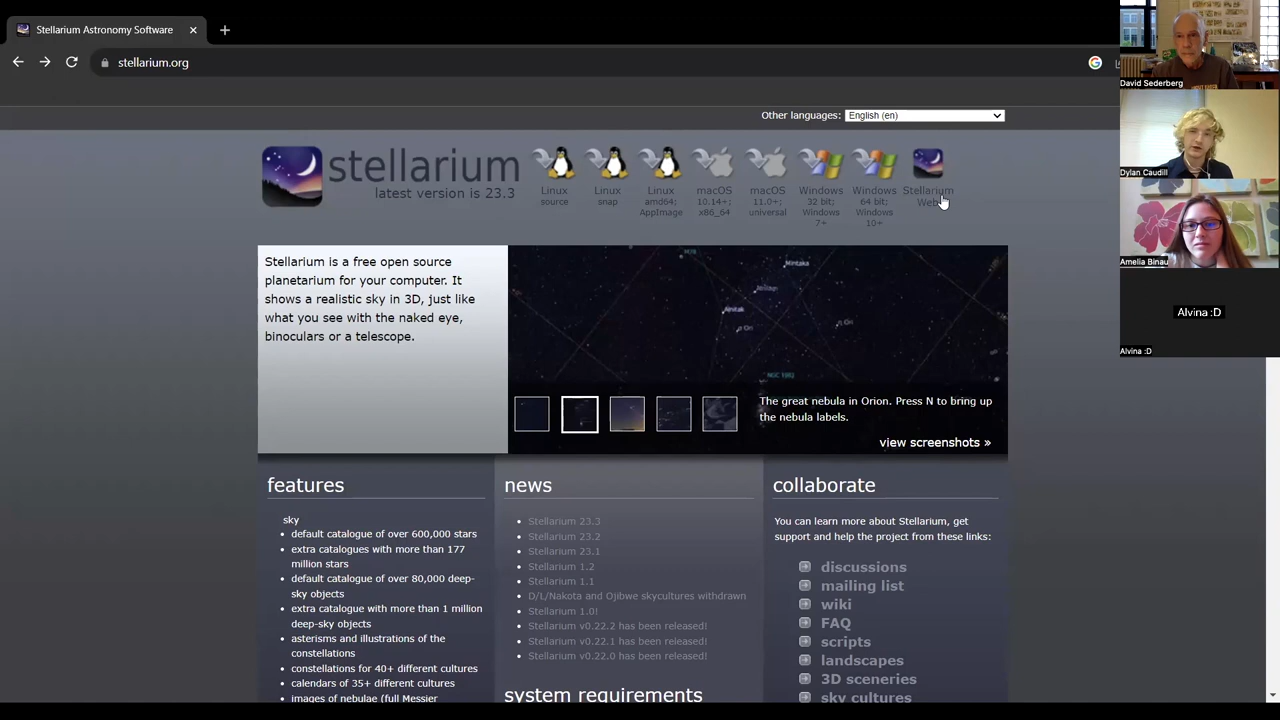 Stellarium Astronomy Software
stellarium.org
Other languages: English (en)
stellarium
latest version is 23.3
Linux
source
Linux
snap
Linux
amd64;
AppImage
macOS
10.14+;
x86_64
macOS
11.0+;
universal
Windows
32 bit;
Windows
7+
Windows
64 bit;
Windows
10+
Stellarium
Web
Stellarium is a free open source
planetarium for your computer. It
shows a realistic sky in 3D, just like
what you see with the naked eye,
binoculars or a telescope.
Mintaka
Alnitak
σ Ori
NGC 1982
The great nebula in Orion. Press N to bring up
the nebula labels.
view screenshots »
features
sky
default catalogue of over 600,000 stars
extra catalogues with more than 177
million stars
default catalogue of over 80,000 deep-
sky objects
extra catalogue with more than 1 million
deep-sky objects
asterisms and illustrations of the
constellations
constellations for 40+ different cultures
calendars of 35+ different cultures
images of nebulae (full Messier
news
Stellarium 23.3
Stellarium 23.2
Stellarium 23.1
Stellarium 1.2
Stellarium 1.1
D/L/Nakota and Ojibwe skycultures withdrawn
Stellarium 1.0!
Stellarium v0.22.2 has been released!
Stellarium v0.22.1 has been released!
Stellarium v0.22.0 has been released!
system requirements
collaborate
You can learn more about Stellarium, get
support and help the project from these links:
discussions
mailing list
wiki
FAQ
scripts
landscapes
3D sceneries
sky cultures
David Sederberg
Dylan Caudill
Amelia Binau
Alvina :D
Alvina :D